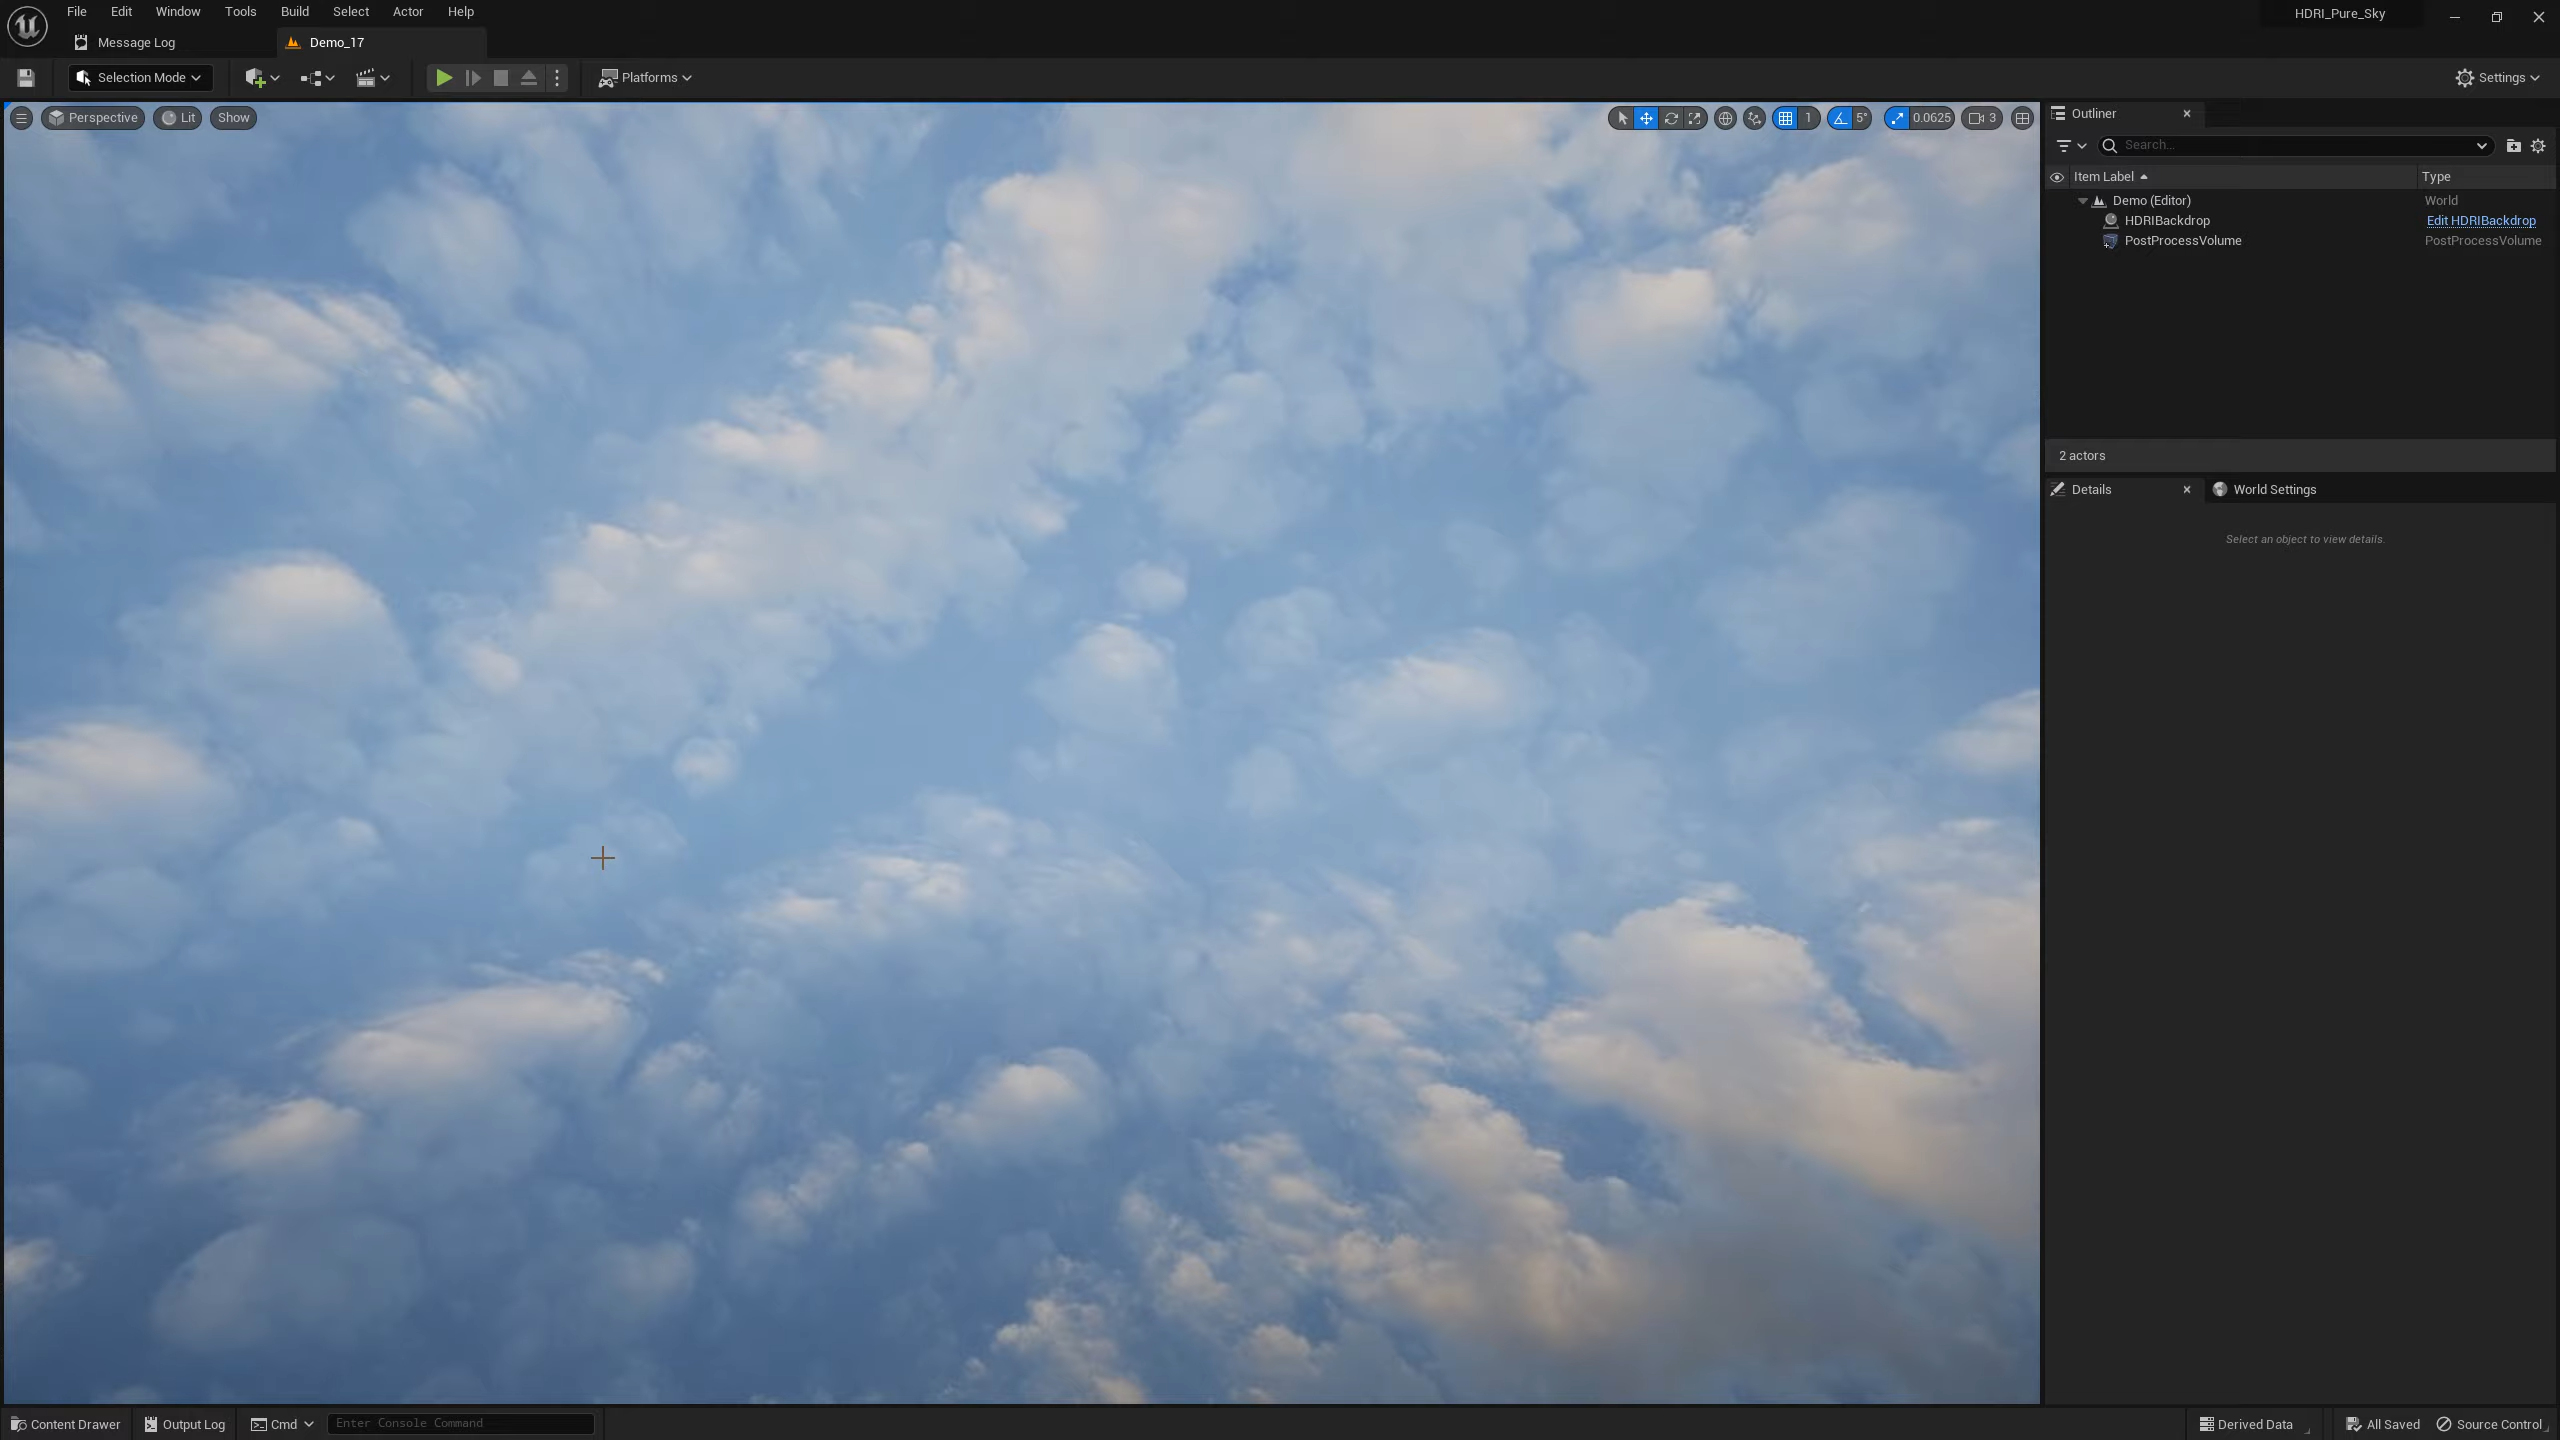 File Edit Window Tools Build Select Actor Help
HDRI_Pure_Sky
Message Log
Demo_17
Selection Mode
Platforms
Settings
Perspective
Lit
Show
1
5°
0.0625
3
Outliner
Search...
Item Label
Type
Demo (Editor)
World
HDRIBackdrop
Edit HDRIBackdrop
PostProcessVolume
PostProcessVolume
2 actors
Details
World Settings
Select an object to view details.
Content Drawer
Output Log
Cmd
Enter Console Command
Derived Data
All Saved
Source Control